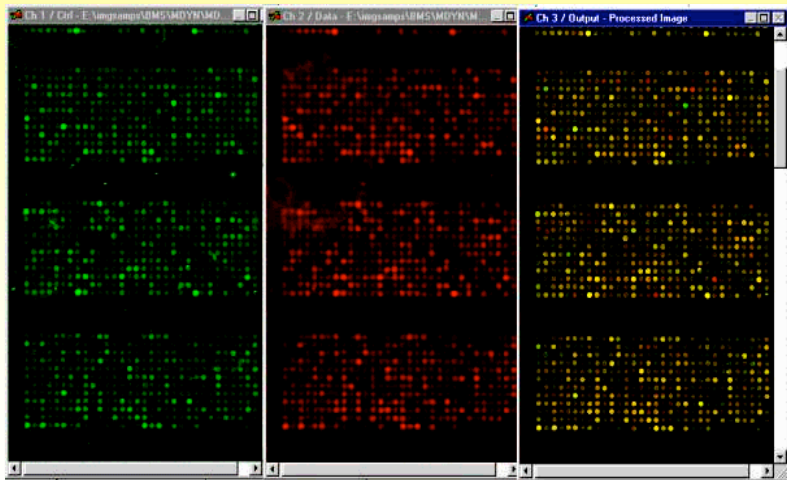 Ch 1 / Ctrl - E:\imgsamps\BMS\MDYN\MD...
Ch 2 / Data - E:\imgsamps\BMS\MDYN\M...
Ch 3 / Output - Processed Image